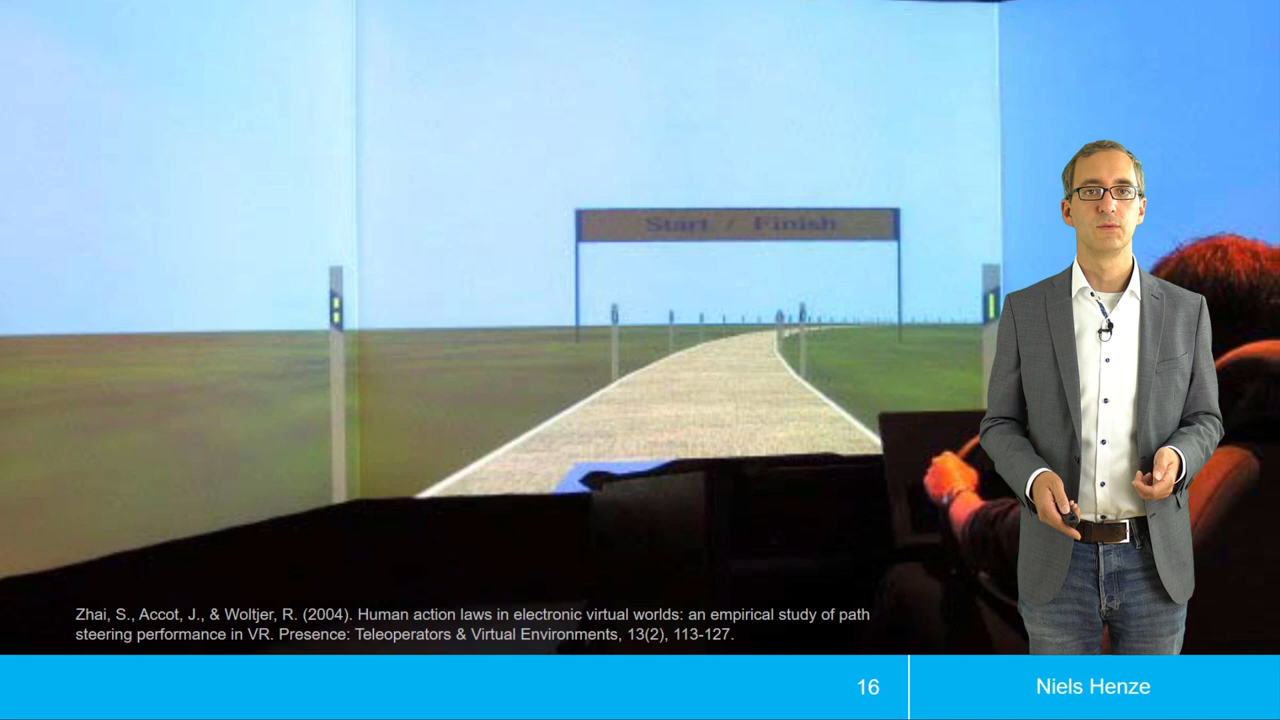 Start / Finish
Zhai, S., Accot, J., & Woltjer, R. (2004). Human action laws in electronic virtual worlds: an empirical study of path
steering performance in VR. Presence: Teleoperators & Virtual Environments, 13(2), 113-127.
16
Niels Henze